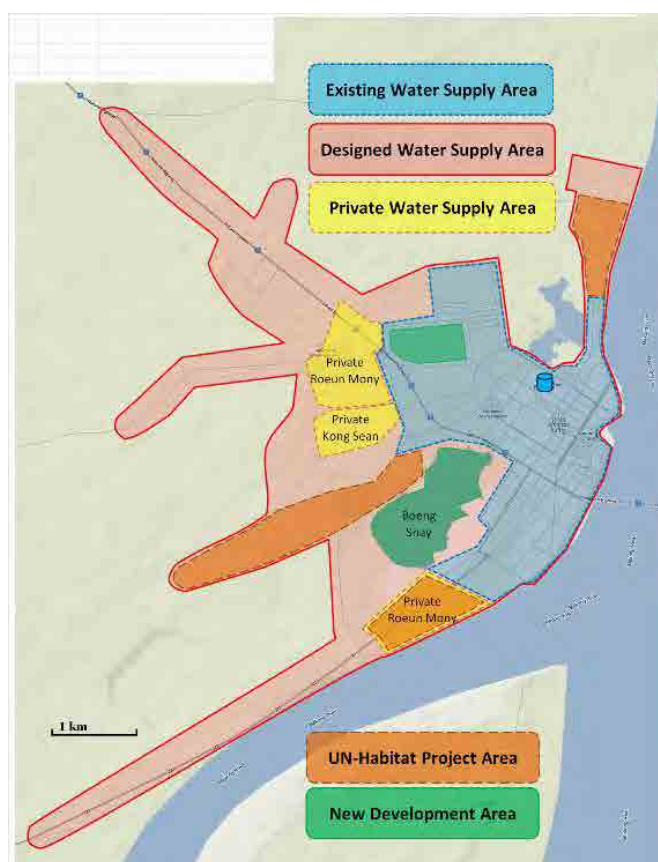 Existing Water Supply Area
Designed Water Supply Area
Private Water Supply Area
Private
Roeun Mony
Private
Kong Sean
Boeng
Snay
Private
Roeun Mony
1 km
UN-Habitat Project Area
New Development Area